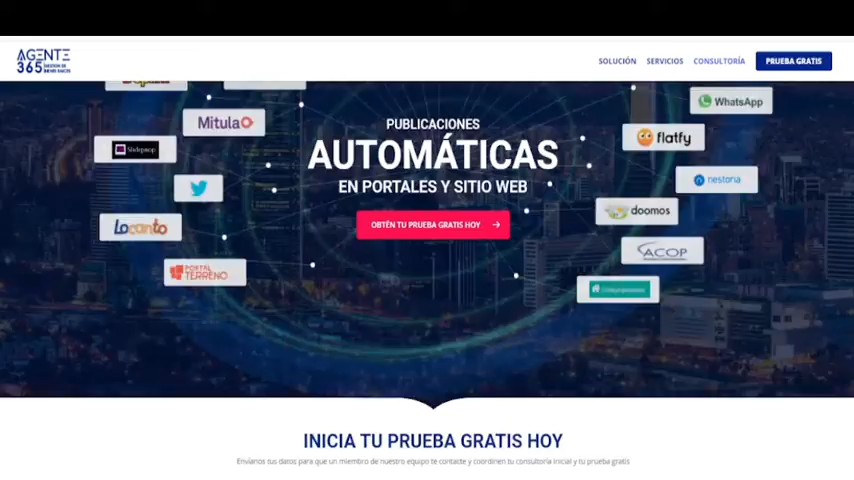 AGENTE
365
SOLUCIÓN
SERVICIOS
CONSULTORÍA
PRUEBA GRATIS
Mitula
WhatsApp
flatfy
nestoria
doomos
Locanto
ACOP
PORTAL
TERRENO
PUBLICACIONES
AUTOMÁTICAS
EN PORTALES Y SITIO WEB
OBTÉN TU PRUEBA GRATIS HOY
INICIA TU PRUEBA GRATIS HOY
Envíanos tus datos para que un miembro de nuestro equipo te contacte y coordinen tu consultoría inicial y tu prueba gratis